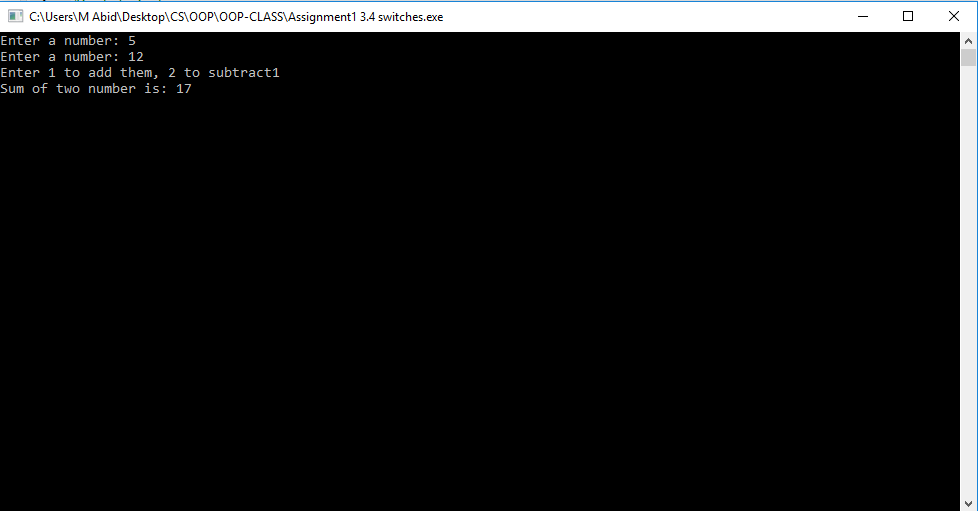 C:\Users\M Abid\Desktop\CS\OOP\OOP-CLASS\Assignment1 3.4 switches.exe
Enter a number: 5
Enter a number: 12
Enter 1 to add them, 2 to subtract1
Sum of two number is: 17